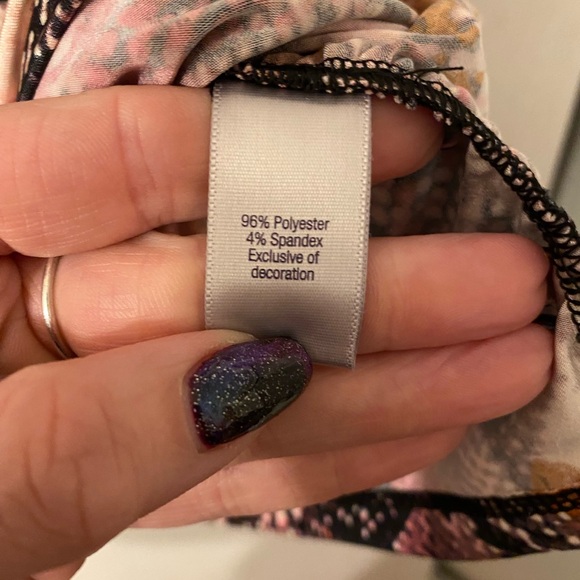 96% Polyester
4% Spandex
Exclusive of
decoration